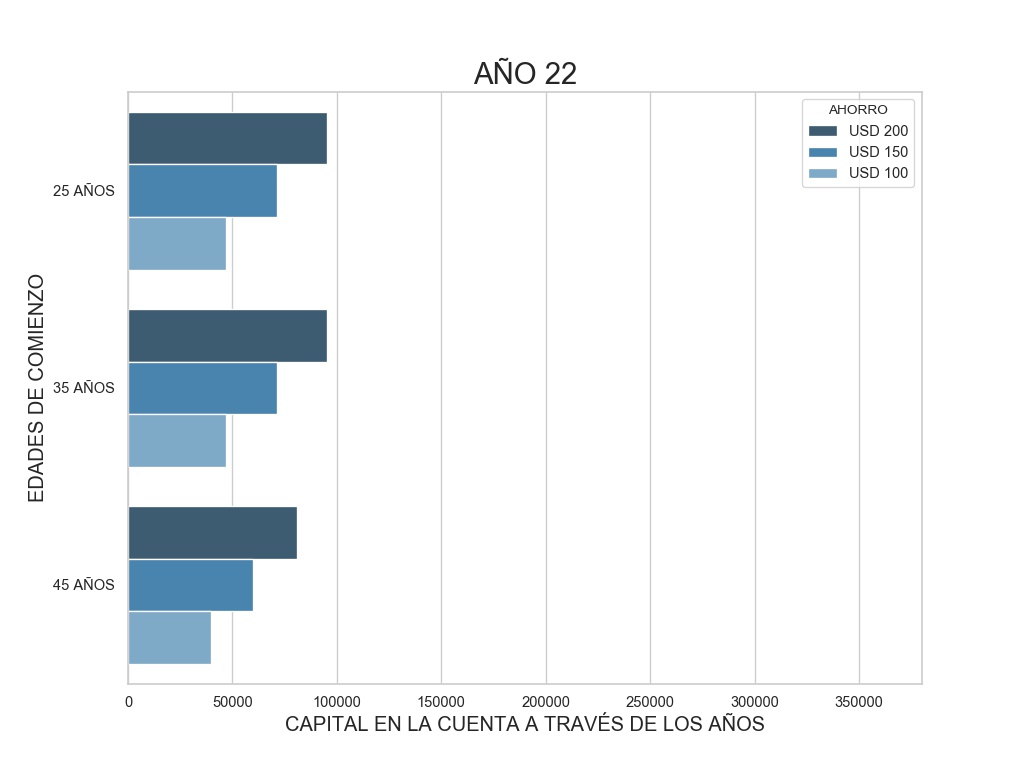 AÑO 22
AHORRO
USD 200
USD 150
USD 100
EDADES DE COMIENZO
25 AÑOS
35 AÑOS
45 AÑOS
0 50000 100000 150000 200000 250000 300000 350000
CAPITAL EN LA CUENTA A TRAVÉS DE LOS AÑOS